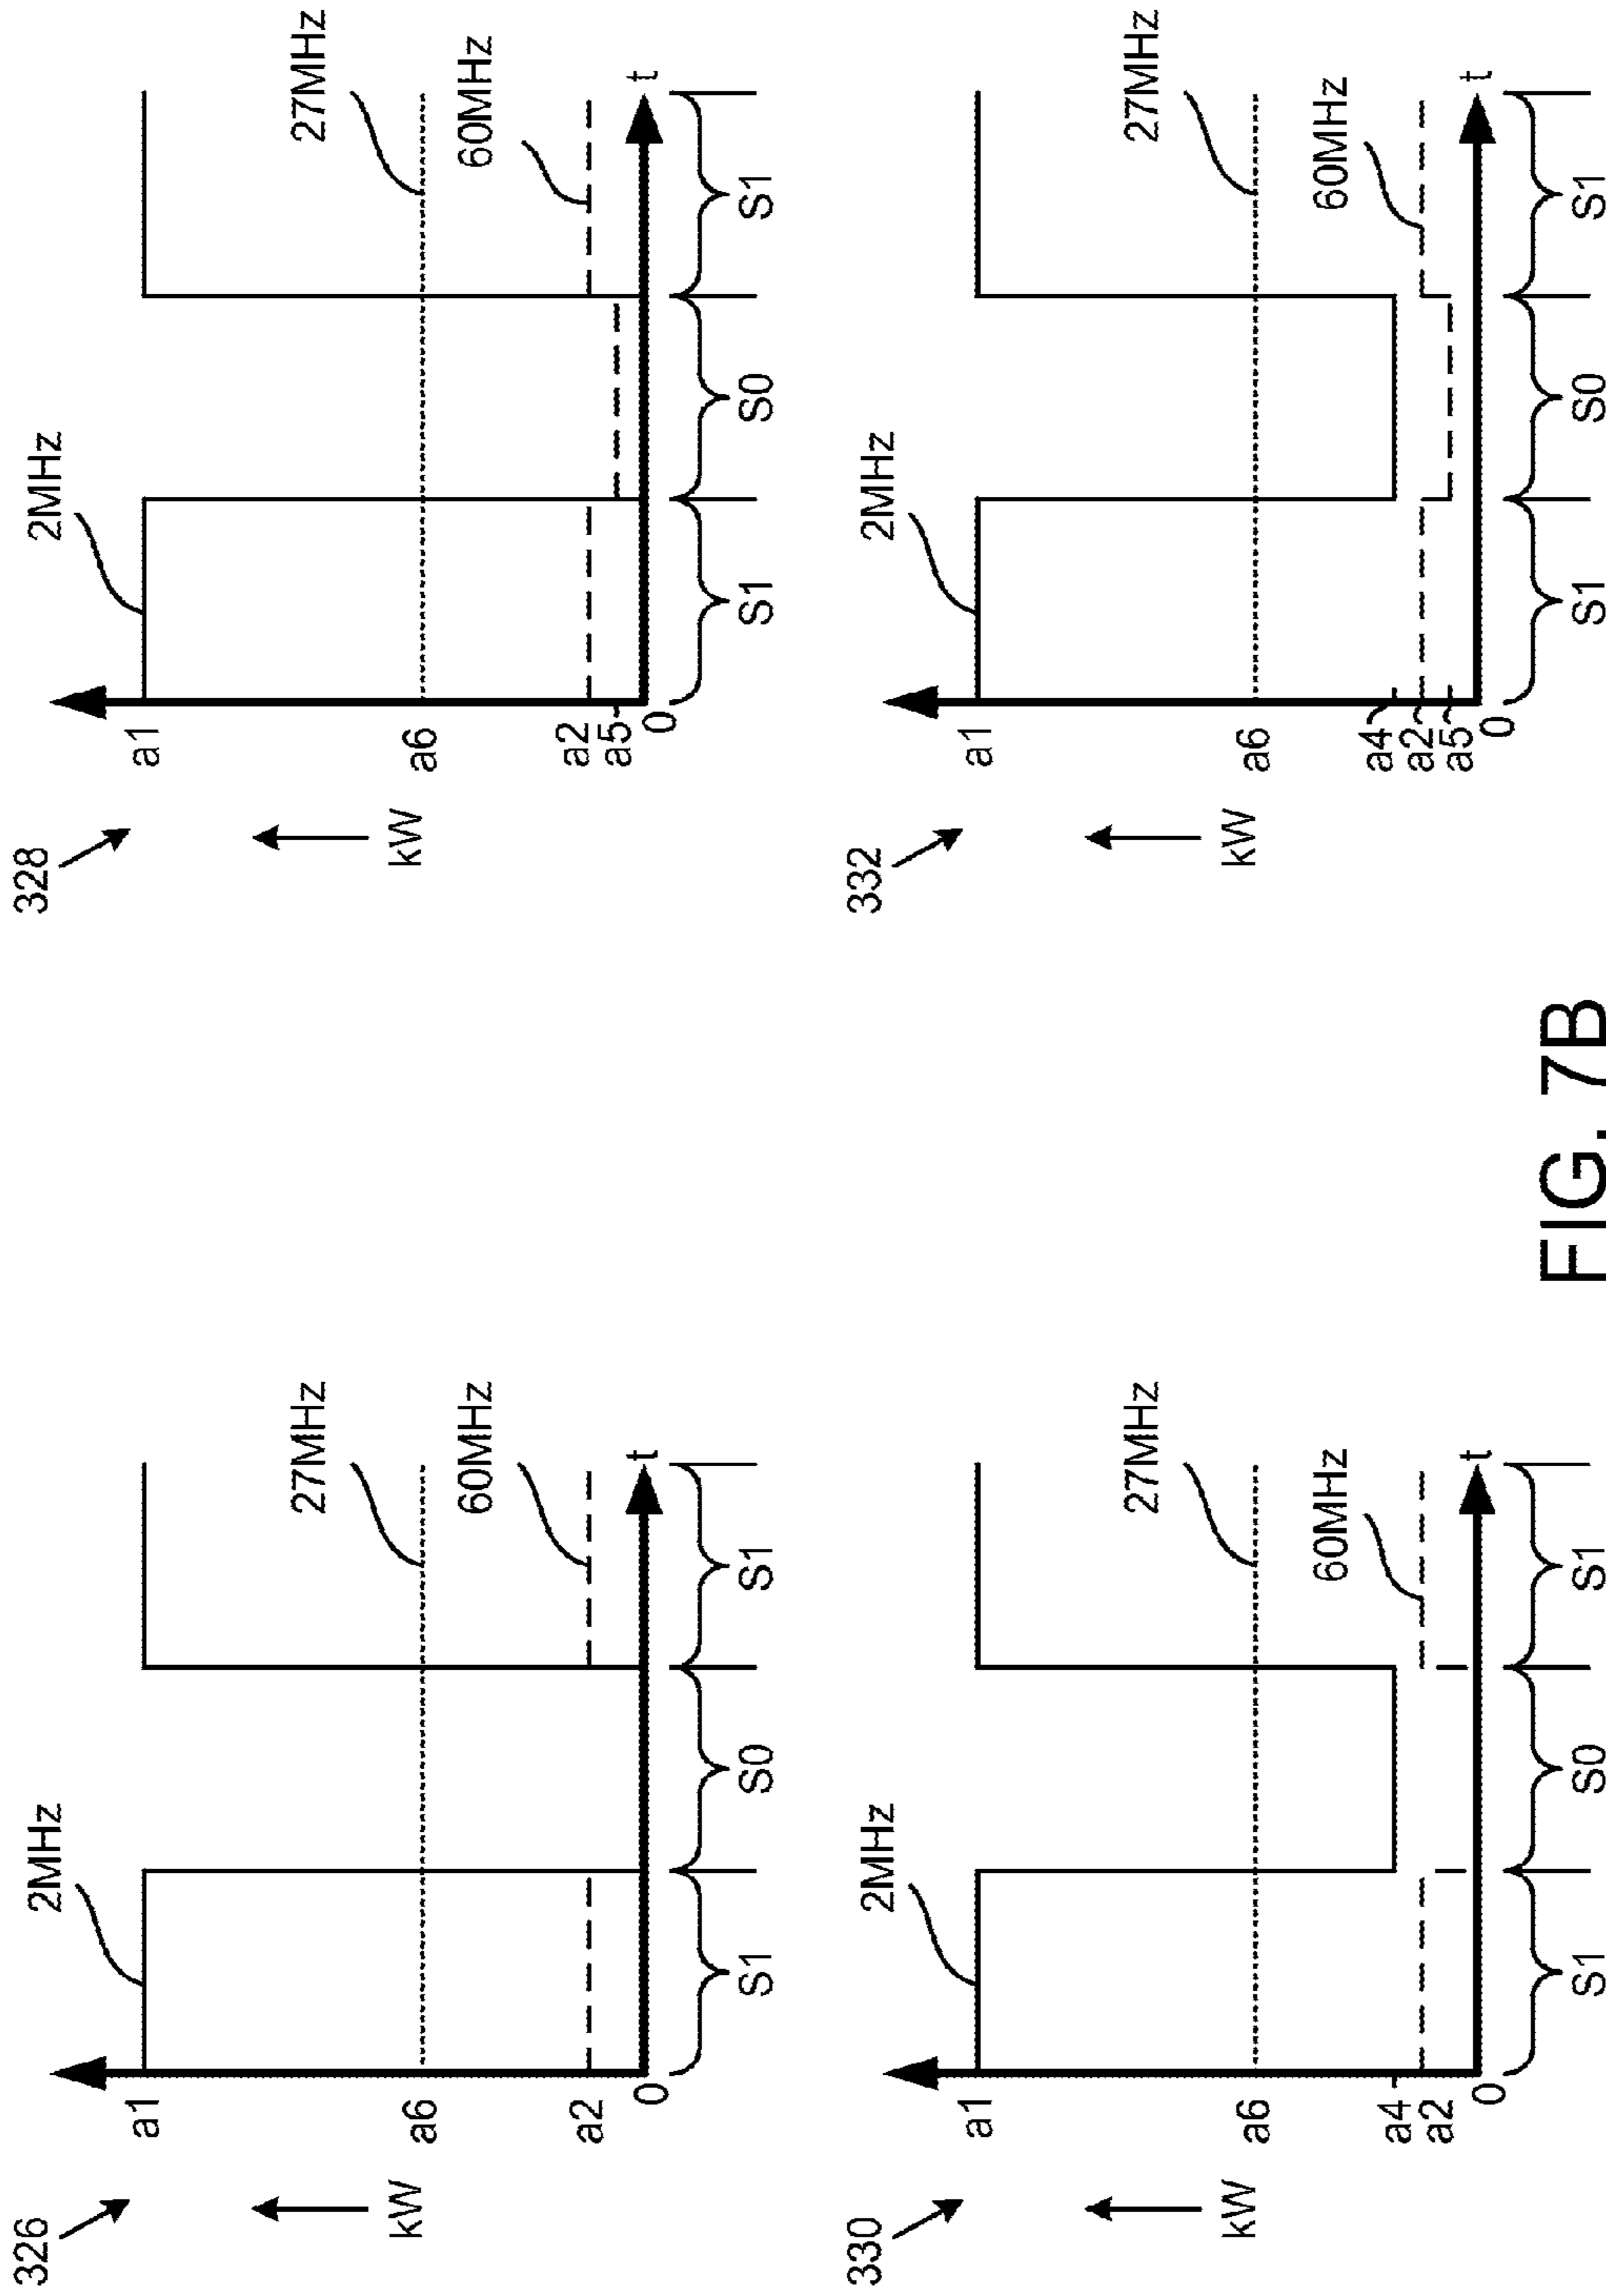 326
2MHz
27MHz
60MHz
kW
a1
a6
a2
0
t
S1 S0 S1
328
2MHz
27MHz
60MHz
kW
a1
a6
a2
a5
0
t
S1 S0 S1
330
2MHz
27MHz
60MHz
kW
a1
a6
a4
a2
0
t
S1 S0 S1
332
2MHz
27MHz
60MHz
kW
a1
a6
a4
a2
a5
0
t
S1 S0 S1
FIG. 7B